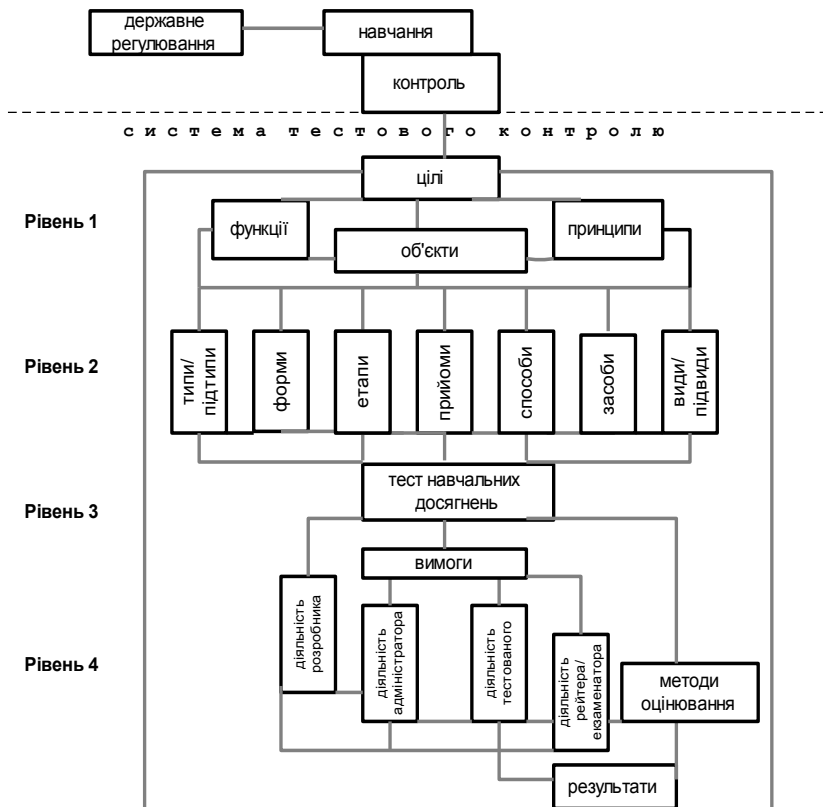 державне
регулювання
навчання
контроль
система тестового контролю
цілі
Рівень 1
функції
принципи
об'єкти
Рівень 2
типи/
підтипи
форми
етапи
прийоми
способи
засоби
види/
підвиди
тест навчальних
досягнень
Рівень 3
вимоги
діяльність
розробника
Рівень 4
діяльність
адміністратора
діяльність
тестованого
діяльність
рейтера/
екзаменатора
методи
оцінювання
результати